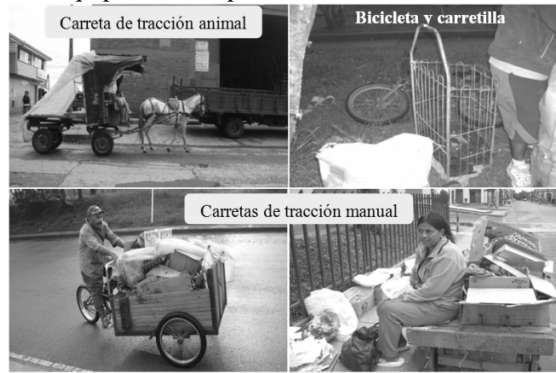 Carreta de tracción animal
Bicicleta y carretilla
Carretas de tracción manual